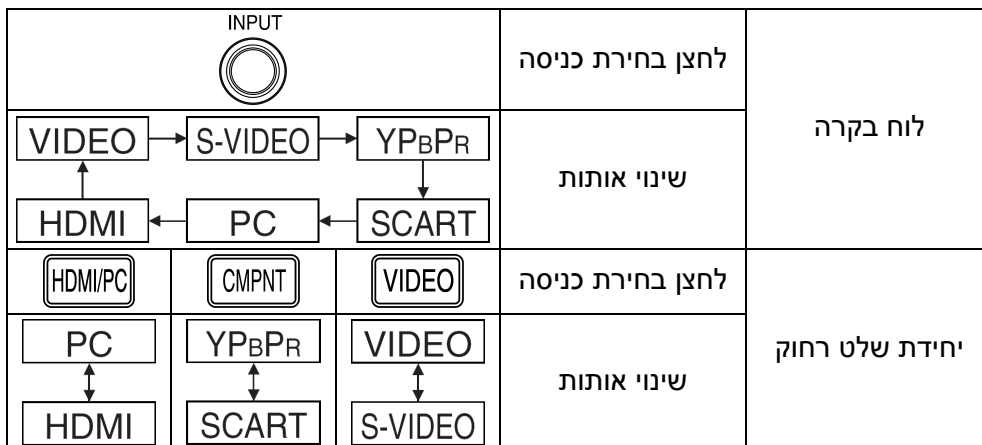 לוח בקרה
לחצן בחירת כניסה
INPUT
שינוי אותות
VIDEO S-VIDEO YPBPR
HDMI PC SCART
יחידת שלט רחוק
לחצן בחירת כניסה
HDMI/PC CMPNT VIDEO
שינוי אותות
PC YPBPR VIDEO
HDMI SCART S-VIDEO